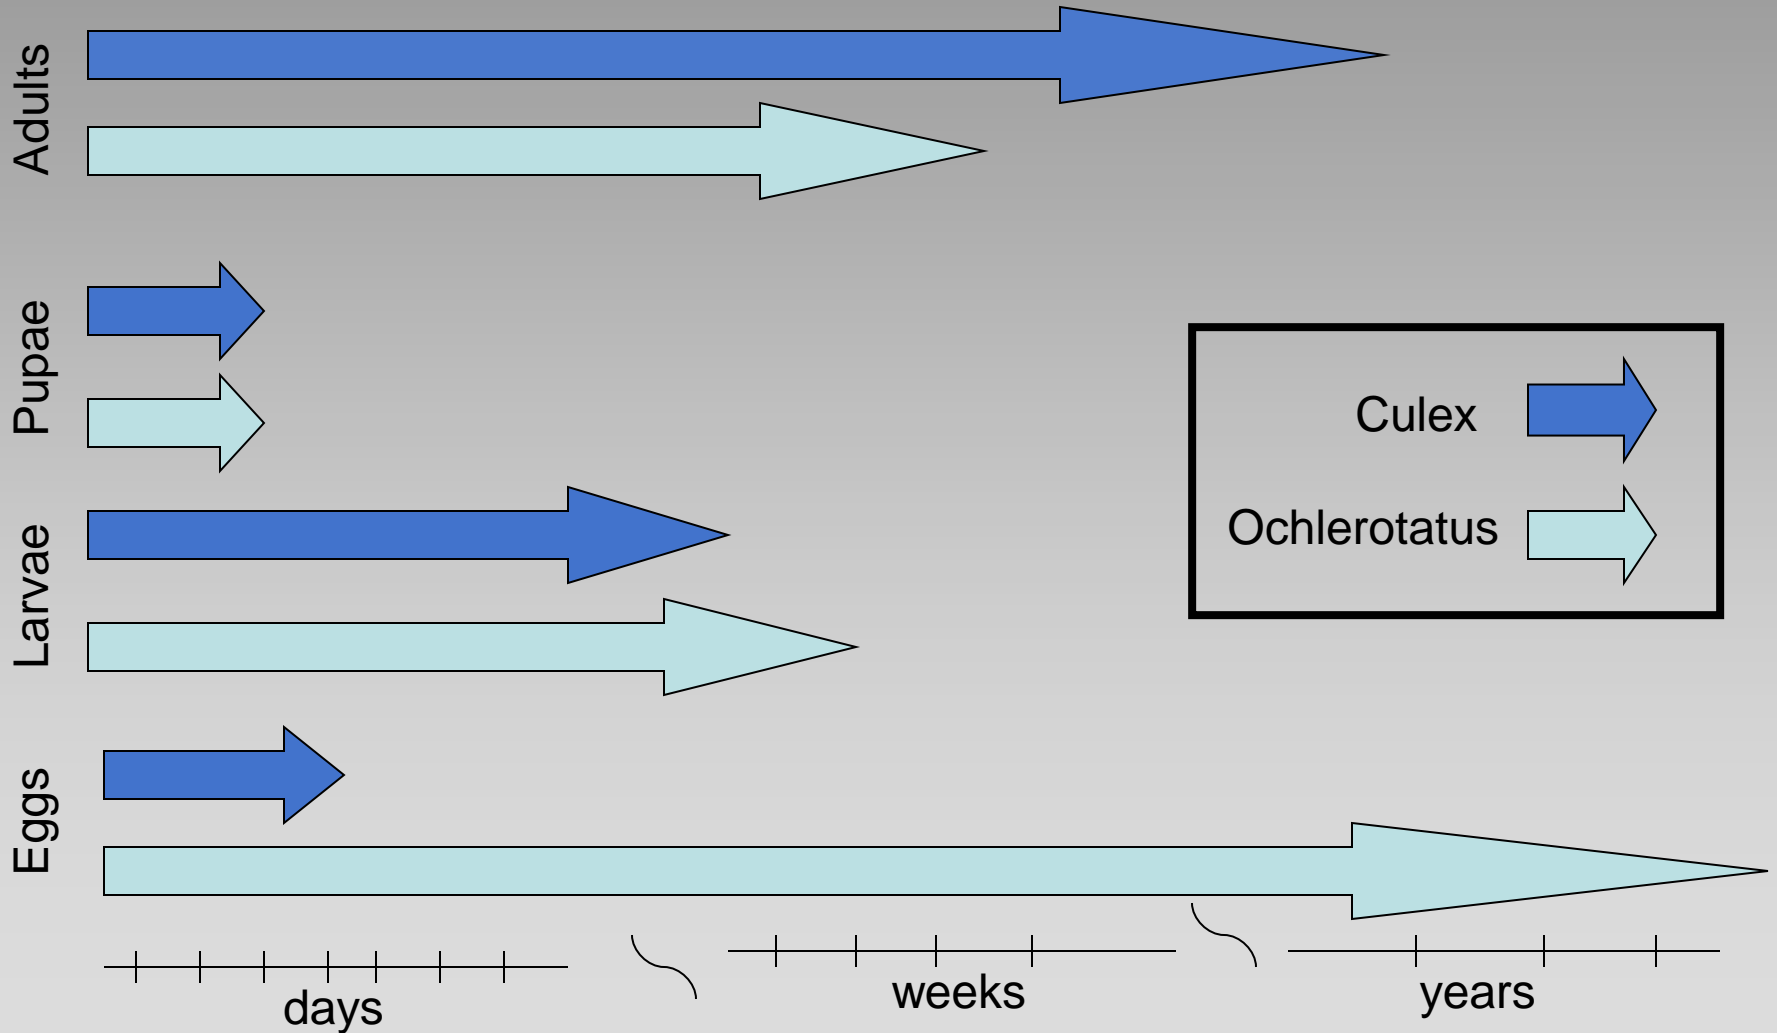 Adults
Pupae
Larvae
Eggs
Culex
Ochlerotatus
days
weeks
years